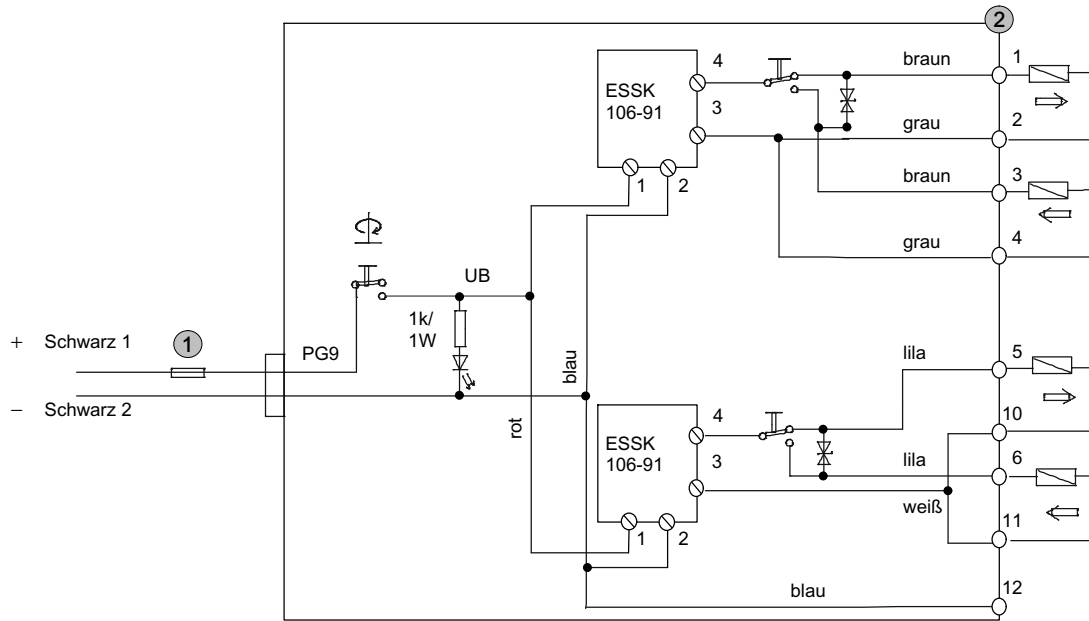 2
4
braun
1
ESSK
106-91
3
grau
2
braun
3
1
2
grau
4
UB
1k/
1W
+ Schwarz 1
1
PG9
− Schwarz 2
blau
rot
lila
5
4
10
ESSK
106-91
3
lila
6
weiß
11
1
2
blau
12